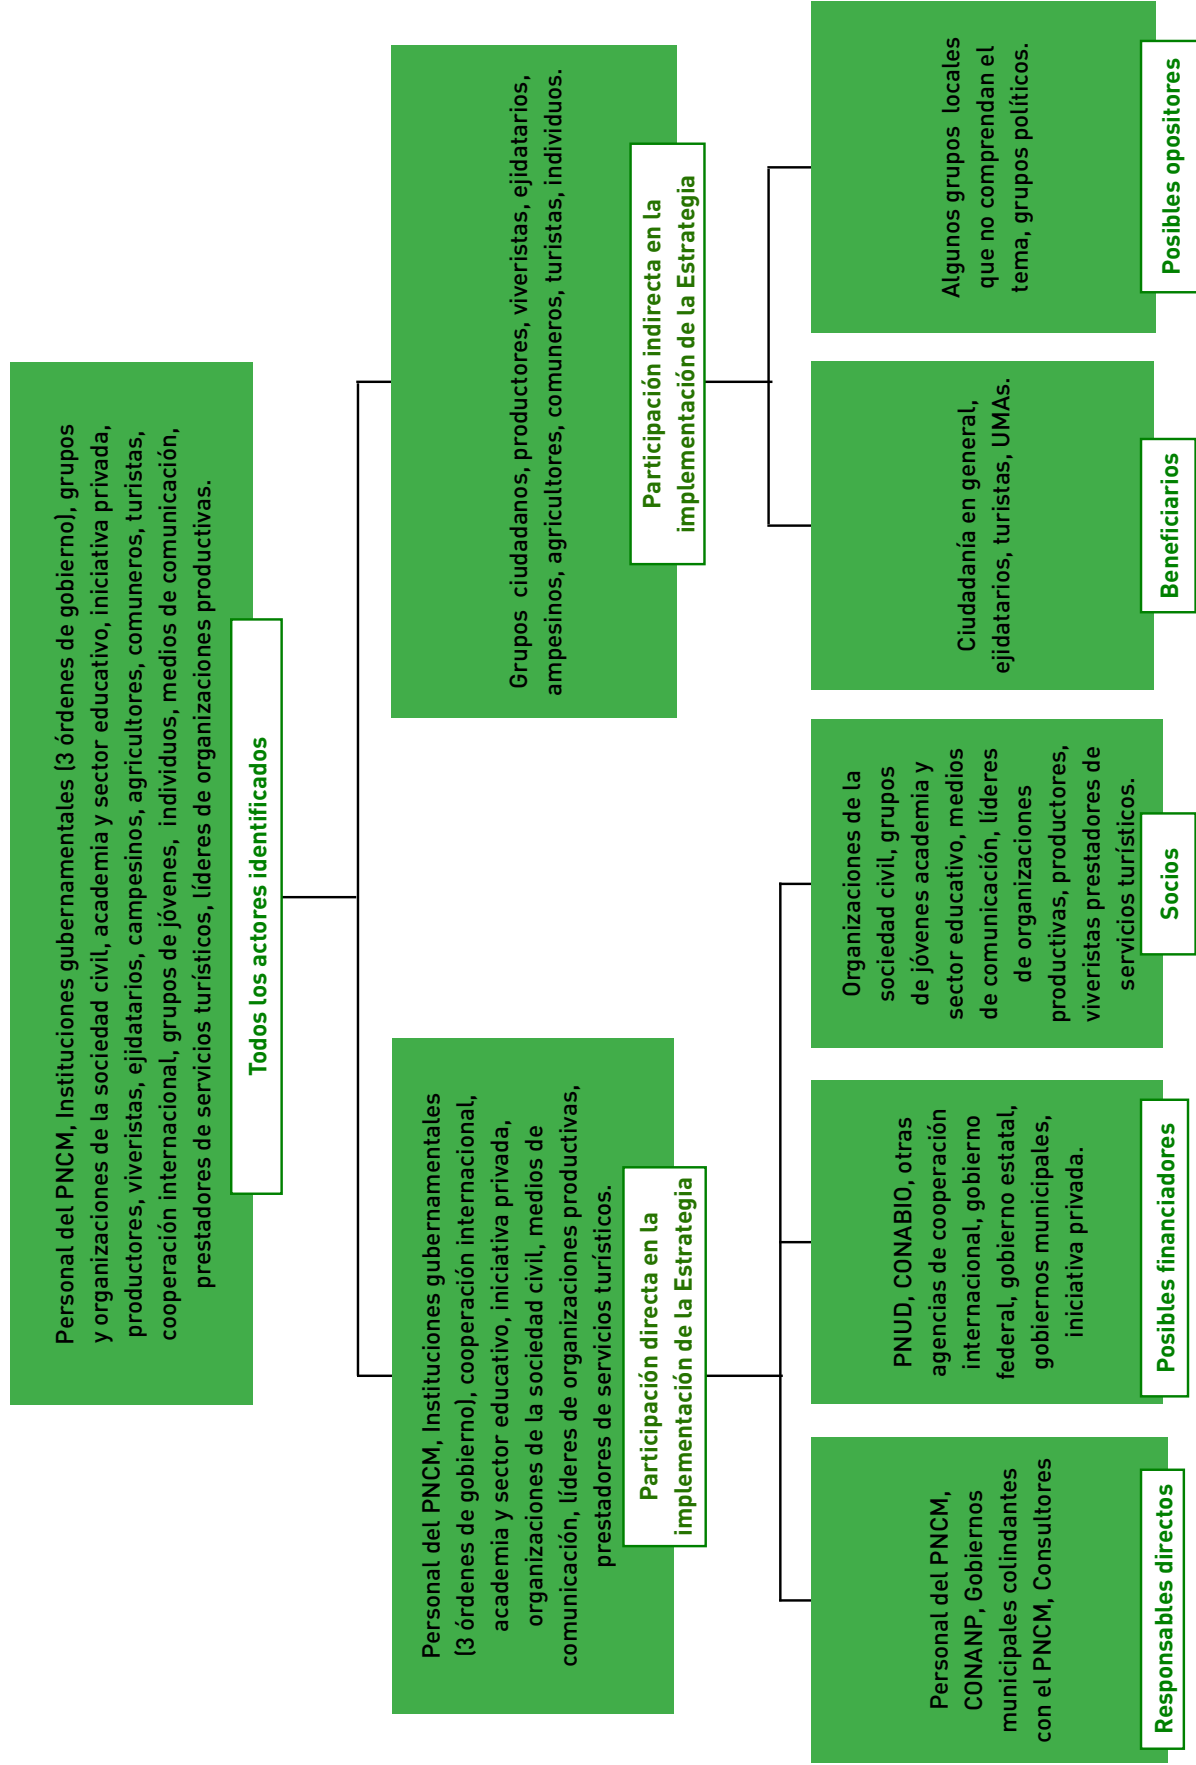 Personal del PNCM, Instituciones gubernamentales (3 órdenes de gobierno), grupos
y organizaciones de la sociedad civil, academia y sector educativo, iniciativa privada,
productores, viveristas, ejidatarios, campesinos, agricultores, comuneros, turistas,
cooperación internacional, grupos de jóvenes, individuos, medios de comunicación,
prestadores de servicios turísticos, líderes de organizaciones productivas.
Todos los actores identificados
Personal del PNCM, Instituciones gubernamentales
(3 órdenes de gobierno), cooperación internacional,
academia y sector educativo, iniciativa privada,
organizaciones de la sociedad civil, medios de
comunicación, líderes de organizaciones productivas,
prestadores de servicios turísticos.
Participación directa en la
implementación de la Estrategia
Grupos ciudadanos, productores, viveristas, ejidatarios,
ampesinos, agricultores, comuneros, turistas, individuos.
Participación indirecta en la
implementación de la Estrategia
Personal del PNCM,
CONANP, Gobiernos
municipales colindantes
con el PNCM, Consultores
Responsables directos
PNUD, CONABIO, otras
agencias de cooperación
internacional, gobierno
federal, gobierno estatal,
gobiernos municipales,
iniciativa privada.
Posibles financiadores
Organizaciones de la
sociedad civil, grupos
de jóvenes academia y
sector educativo, medios
de comunicación, líderes
de organizaciones
productivas, productores,
viveristas prestadores de
servicios turísticos.
Socios
Ciudadanía en general,
ejidatarios, turistas, UMAs.
Beneficiarios
Algunos grupos locales
que no comprendan el
tema, grupos políticos.
Posibles opositores